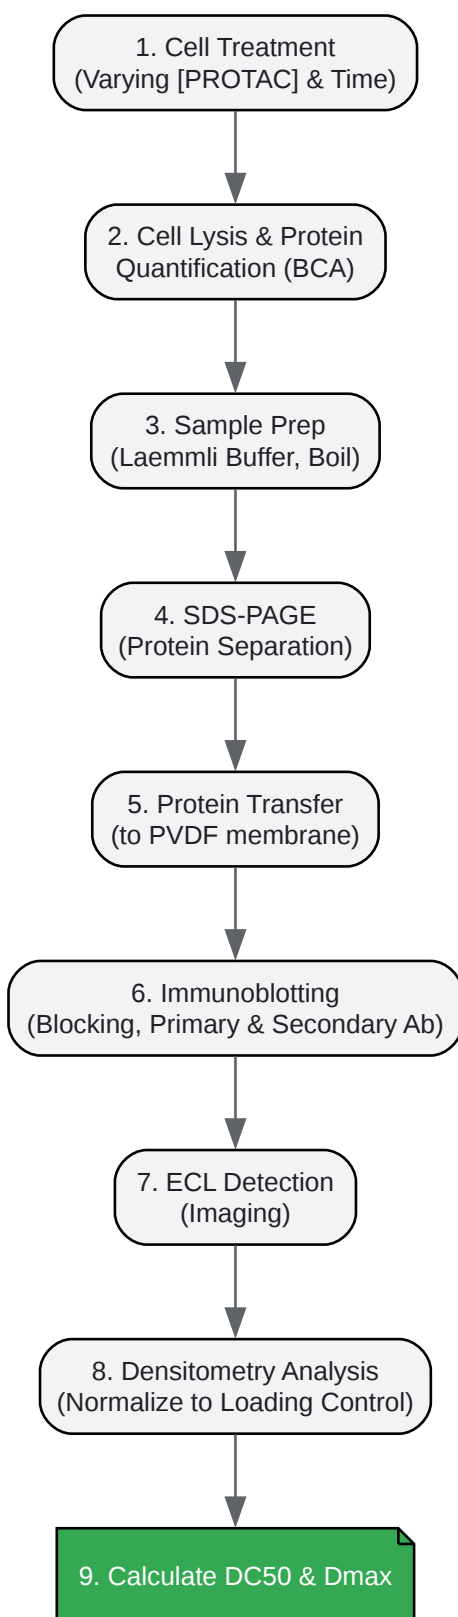 1. Cell Treatment
(Varying [PROTAC] & Time)
2. Cell Lysis & Protein
Quantification (BCA)
3. Sample Prep
(Laemmli Buffer, Boil)
4. SDS-PAGE
(Protein Separation)
5. Protein Transfer
(to PVDF membrane)
6. Immunoblotting
(Blocking, Primary & Secondary Ab)
7. ECL Detection
(Imaging)
8. Densitometry Analysis
(Normalize to Loading Control)
9. Calculate DC50 & Dmax